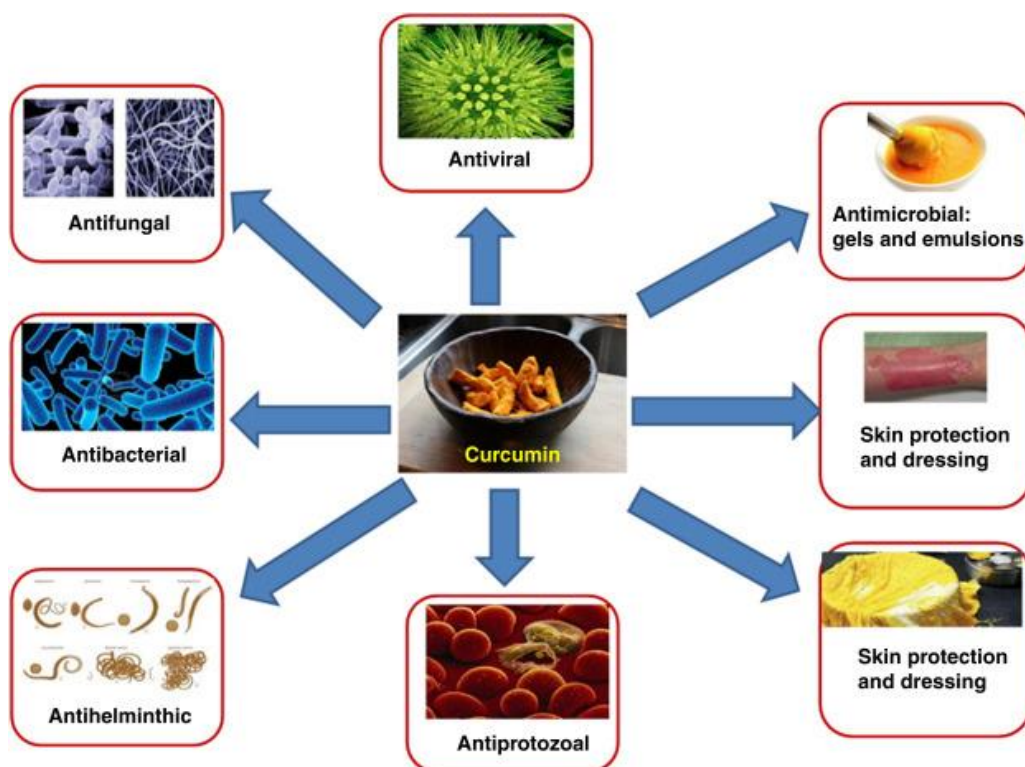 Antiviral
Antifungal
Antimicrobial:
gels and emulsions
Antibacterial
Curcumin
Skin protection
and dressing
Antihelminthic
Antiprotozoal
Skin protection
and dressing